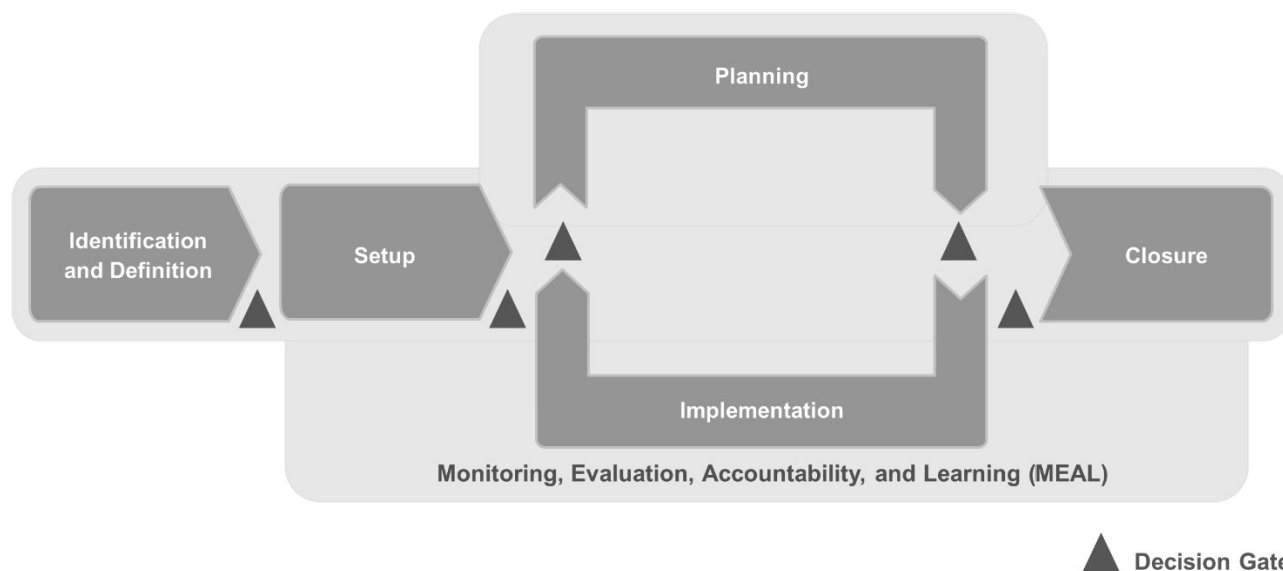 Planning
Identification
and Definition
Setup
Closure
Implementation
Monitoring, Evaluation, Accountability, and Learning (MEAL)
Decision Gate